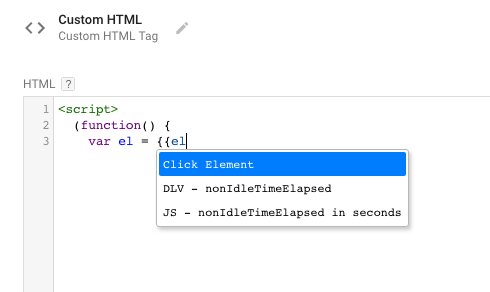 Custom HTML
Custom HTML Tag
HTML ?
1 <script>
2 (function() {
3 var el = {{el
Click Element
DLV - nonIdleTimeElapsed
JS - nonIdleTimeElapsed in seconds